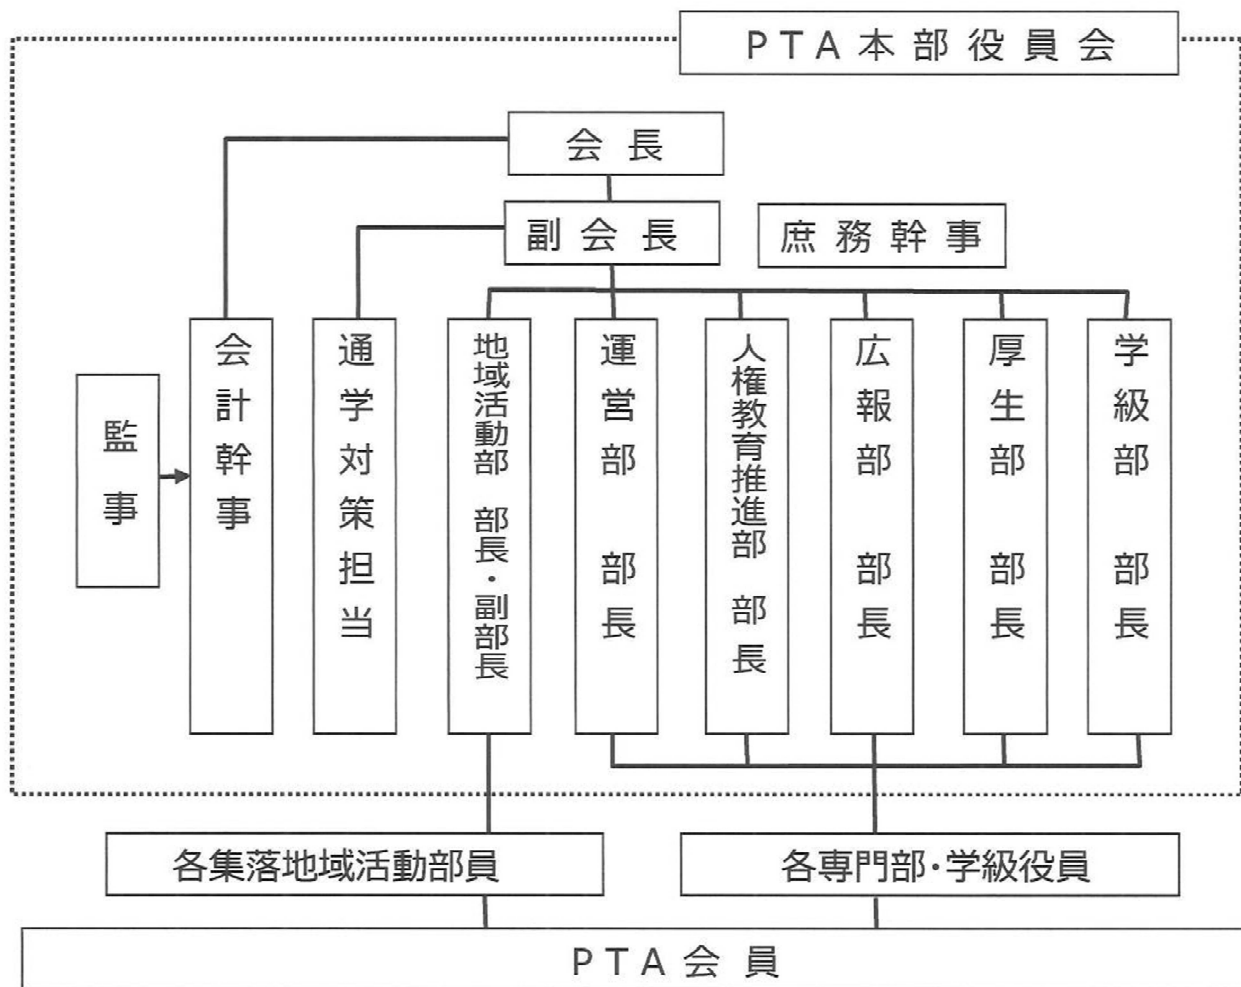 PTA本部役員会
会長
副会長
庶務幹事
監事
会計幹事
通学対策担当
地域活動部 部長・副部長
運営部 部長
人権教育推進部 部長
広報部 部長
厚生部 部長
学級部 部長
各集落地域活動部員
各専門部・学級役員
PTA会員